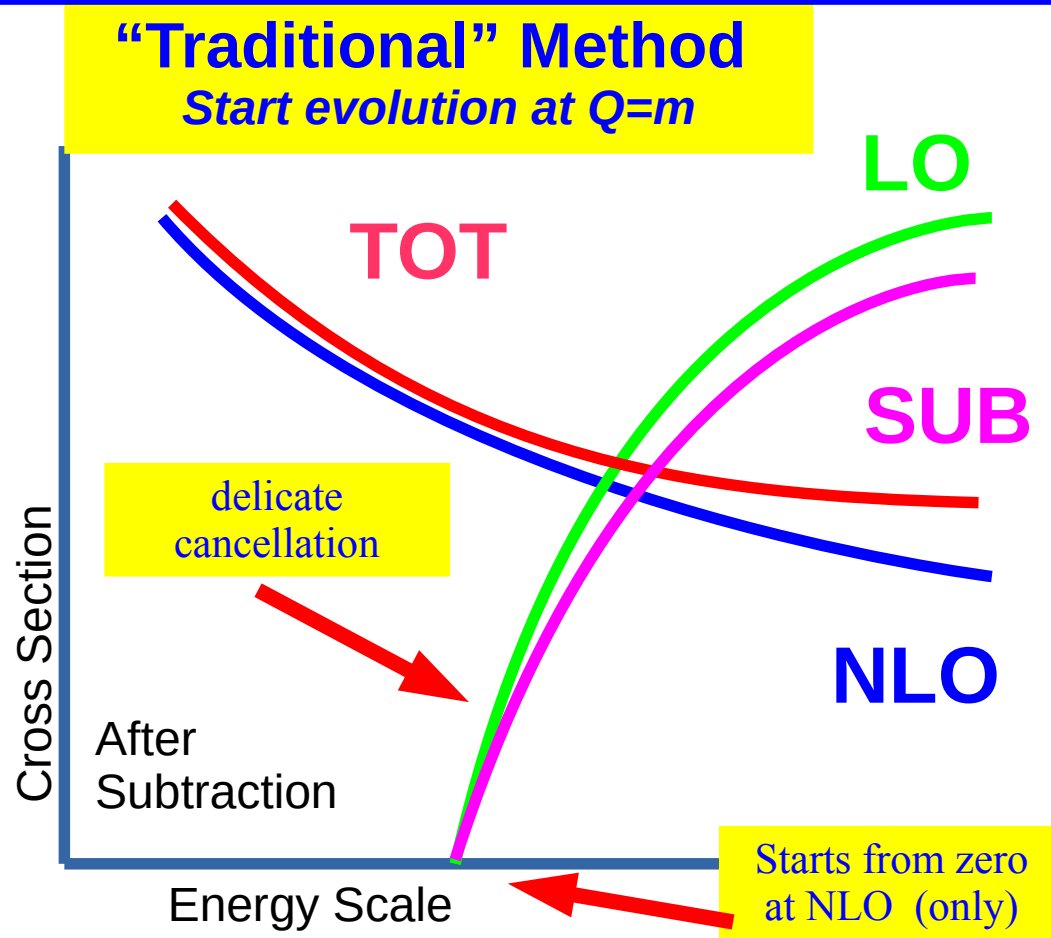 “Traditional” Method
Start evolution at Q=m
LO
TOT
SUB
delicate
cancellation
NLO
Cross Section
After
Subtraction
Starts from zero
at NLO (only)
Energy Scale